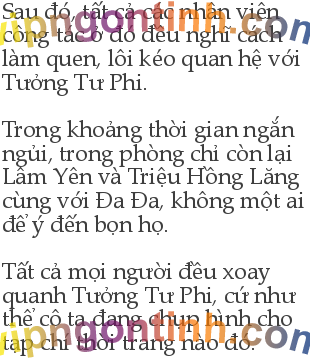 Sau đó, tất cả các nhân viên
công tác ở đó đều nghĩ cách
làm quen, lôi kéo quan hệ với
Tưởng Tư Phi.
Trong khoảng thời gian ngắn
ngủi, trong phòng chỉ còn lại
Lâm Yên và Triệu Hồng Lăng
cùng với Đa Đa, không một ai
để ý đến bọn họ.
Tất cả mọi người đều xoay
quanh Tưởng Tư Phi, cứ như
thể cô ta đang chụp hình cho
tạp chí thời trang nào đó.